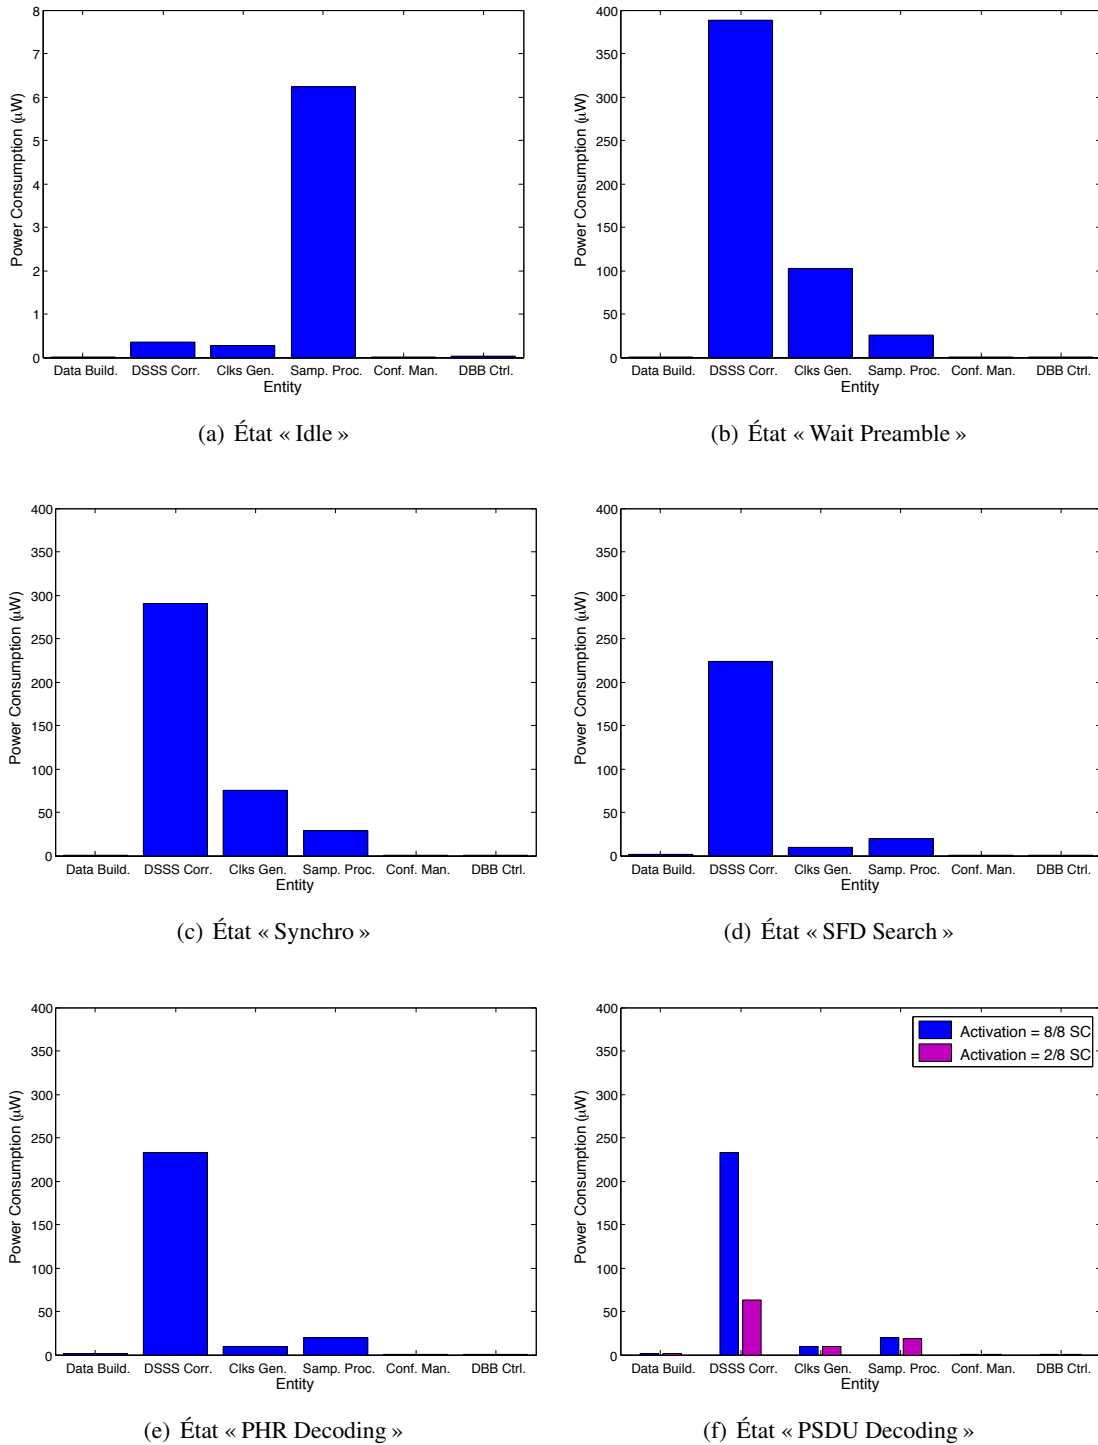 8
7
6
5
4
3
2
1
0
Power Consumption (μW)
Data Build. DSSS Corr. Clks Gen. Samp. Proc. Conf. Man. DBB Ctrl.
Entity
(a) État « Idle »
400
350
300
250
200
150
100
50
0
Power Consumption (μW)
Data Build. DSSS Corr. Clks Gen. Samp. Proc. Conf. Man. DBB Ctrl.
Entity
(b) État « Wait Preamble »
400
350
300
250
200
150
100
50
0
Power Consumption (μW)
Data Build. DSSS Corr. Clks Gen. Samp. Proc. Conf. Man. DBB Ctrl.
Entity
(c) État « Synchro »
400
350
300
250
200
150
100
50
0
Power Consumption (μW)
Data Build. DSSS Corr. Clks Gen. Samp. Proc. Conf. Man. DBB Ctrl.
Entity
(d) État « SFD Search »
400
350
300
250
200
150
100
50
0
Power Consumption (μW)
Data Build. DSSS Corr. Clks Gen. Samp. Proc. Conf. Man. DBB Ctrl.
Entity
(e) État « PHR Decoding »
400
350
300
250
200
150
100
50
0
Power Consumption (μW)
Activation = 8/8 SC
Activation = 2/8 SC
Data Build. DSSS Corr. Clks Gen. Samp. Proc. Conf. Man. DBB Ctrl.
Entity
(f) État « PSDU Decoding »